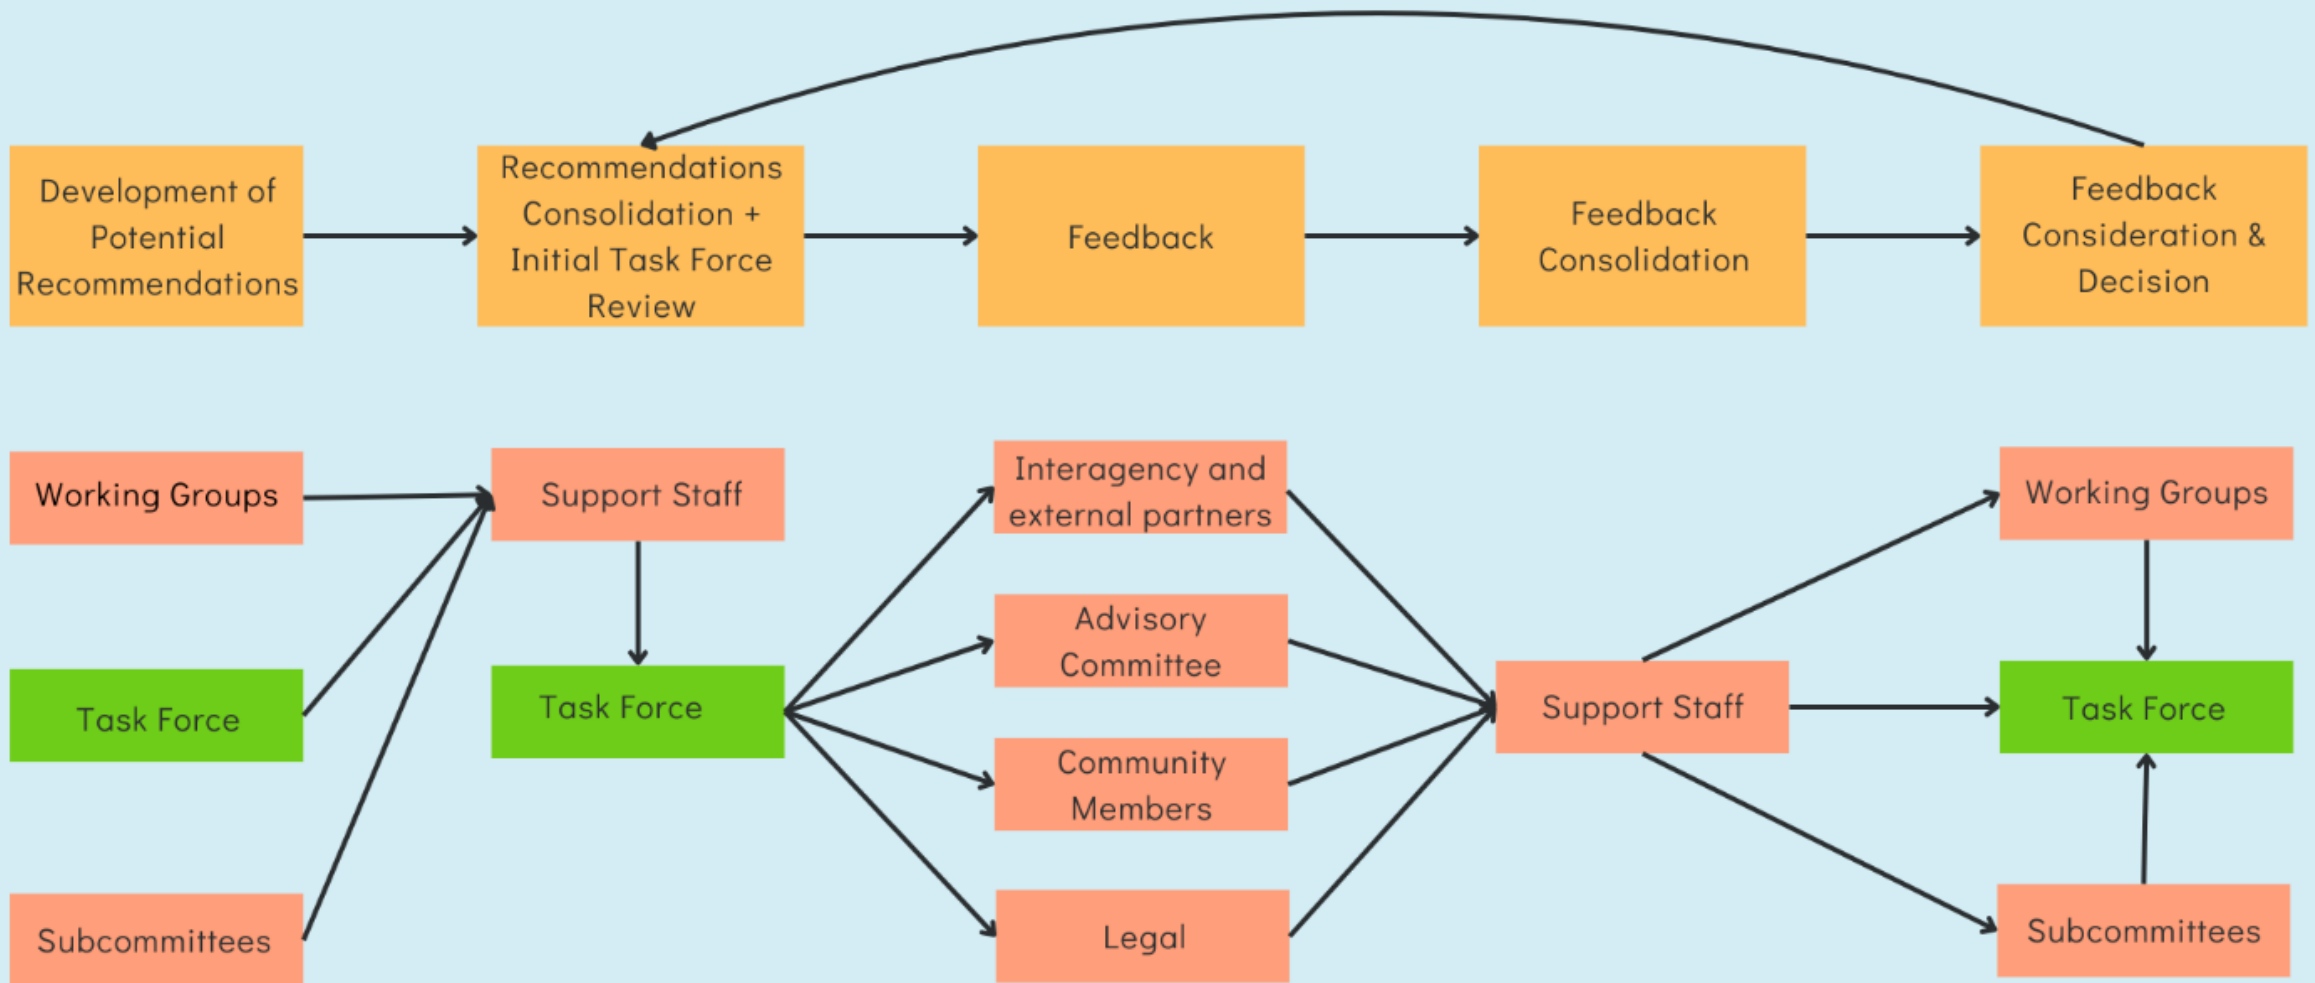 Development of
Potential
Recommendations
Recommendations
Consolidation +
Initial Task Force
Review
Feedback
Feedback
Consolidation
Feedback
Consideration &
Decision
Working Groups
Task Force
Subcommittees
Support Staff
Task Force
Interagency and
external partners
Advisory
Committee
Community
Members
Legal
Support Staff
Working Groups
Task Force
Subcommittees